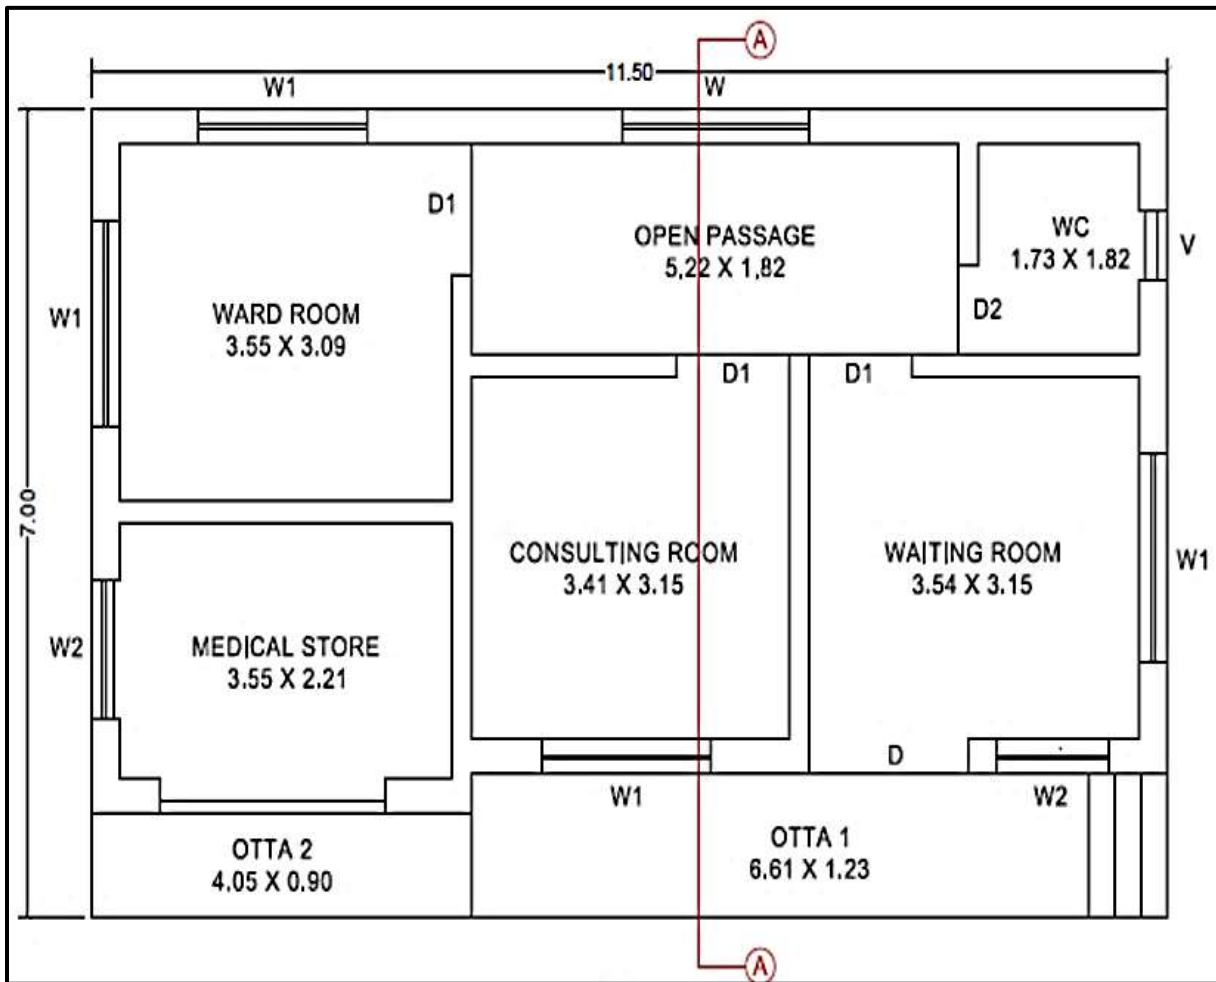 A
11.50
W1
W
D1
OPEN PASSAGE
5,22 X 1,82
WC
1.73 X 1.82
V
W1
WARD ROOM
3.55 X 3.09
D2
D1
D1
7.00
CONSULTING ROOM
3.41 X 3.15
WAITING ROOM
3.54 X 3.15
W1
W2
MEDICAL STORE
3.55 X 2.21
D
W1
W2
OTTA 2
4.05 X 0.90
OTTA 1
6.61 X 1.23
A